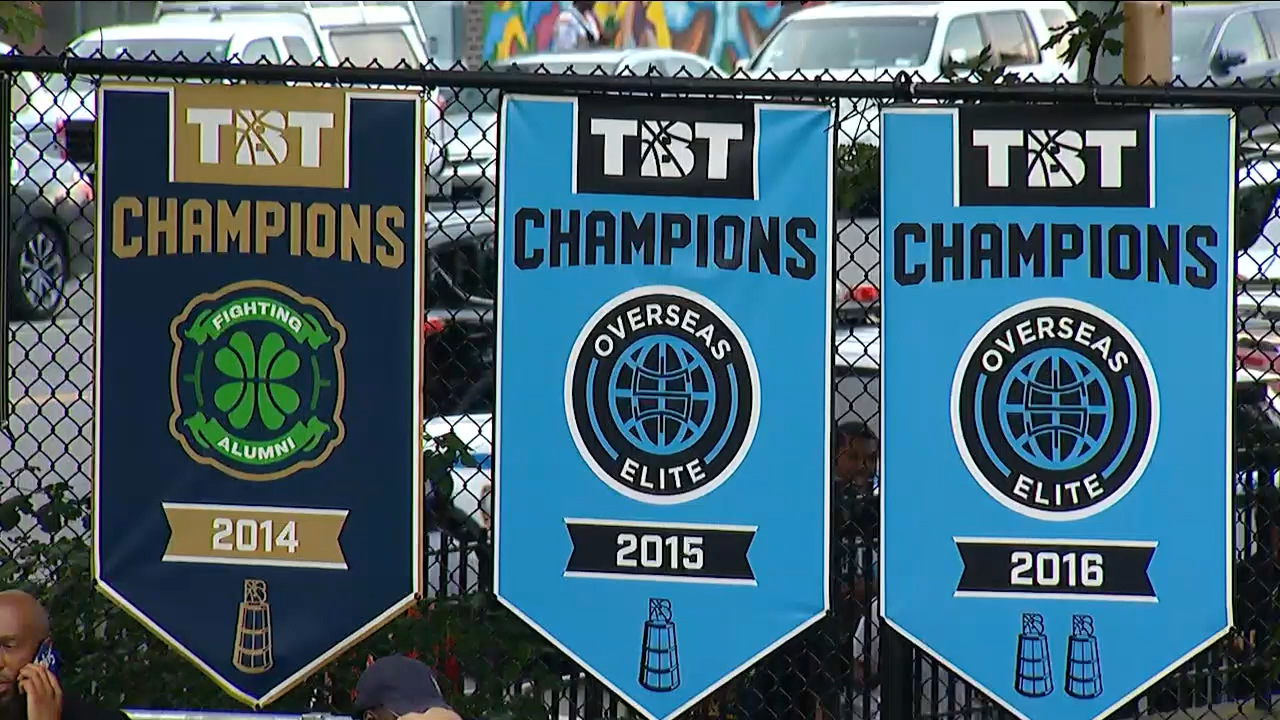 TBT
CHAMPIONS
FIGHTING
ALUMNI
2014
TBT
CHAMPIONS
OVERSEAS
ELITE
2015
TBT
CHAMPIONS
OVERSEAS
ELITE
2016